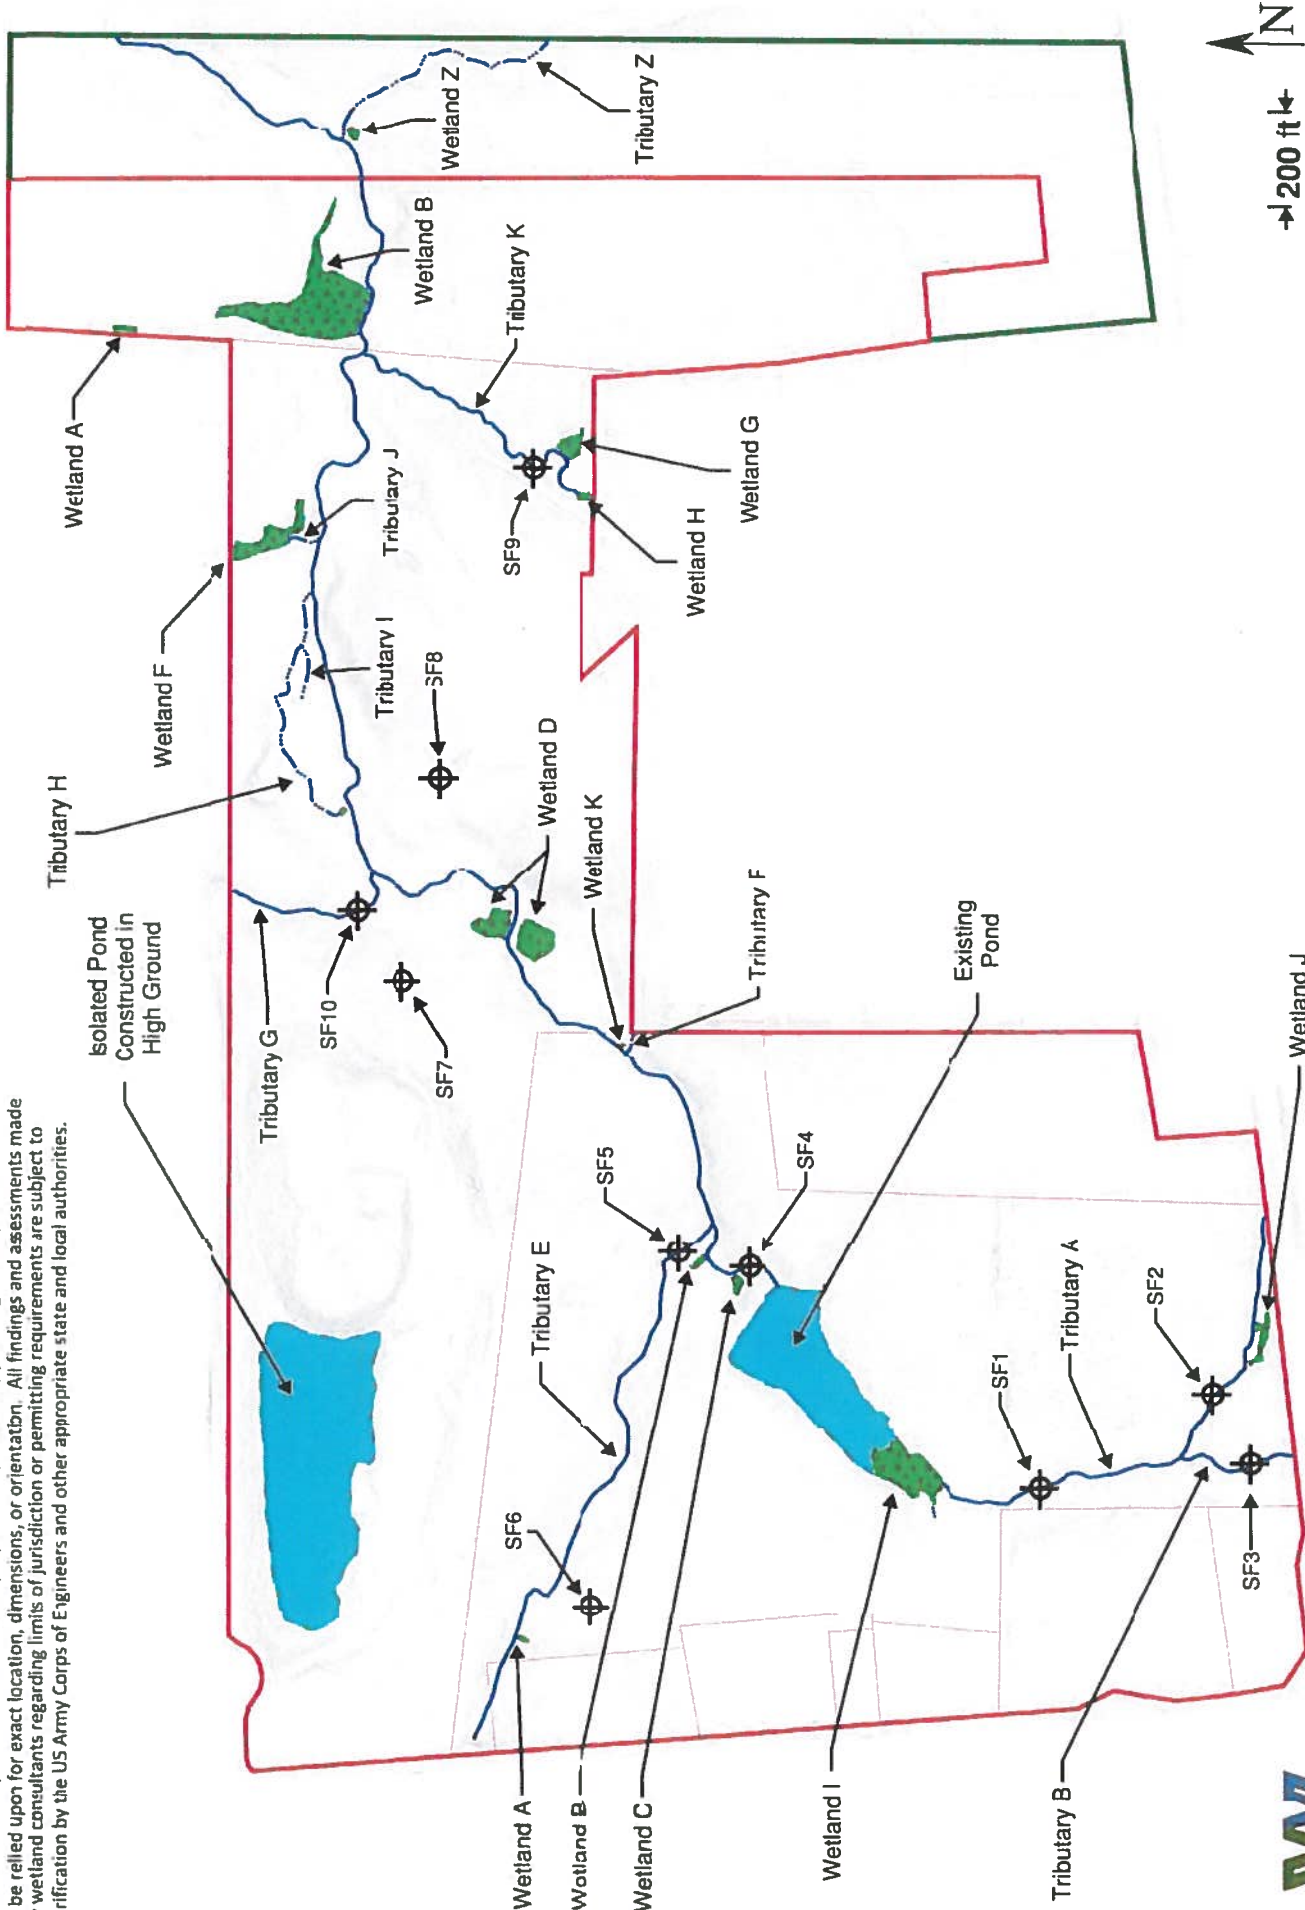 be relied upon for exact location, dimensions, or orientation. All findings and assessments made
wetland consultants regarding limits of jurisdiction or permitting requirements are subject to
rification by the US Army Corps of Engineers and other appropriate state and local authorities.
Isolated Pond
Constructed in
High Ground
Tributary H
Wetland F
Wetland A
Tributary G
SF10
SF7
Tributary I
SF8
Tributary J
Wetland B
Wetland Z
Tributary Z
Tributary K
SF9
Wetland G
Wetland H
Wetland D
Wetland K
Tributary F
Existing
Pond
SF5
SF4
Tributary E
SF6
Wetland A
Wetland B
Wetland C
Wetland I
SF1
Tributary A
SF2
Tributary B
SF3
Wetland J
200 ft
N